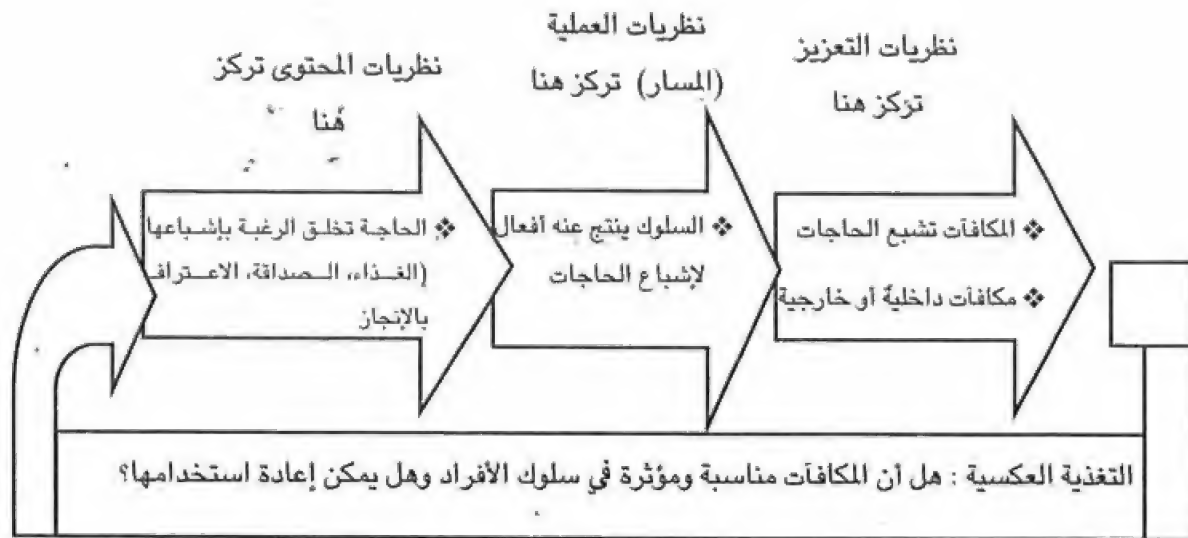 نظريات التعزيز
تركز هنا
نظريات العملية
(المسار) تركز هنا
نظريات المحتوى تركز
هُنا
❖ المكافآت تشبع الحاجات
❖ مكافآت داخلية أو خارجية
❖ السلوك ينتج عنه أفعال
لإشباع الحاجات
❖ الحاجة تخلق الرغبة بإشباعها
(الغذاء، الصداقة، الاعتراف
بالإنجاز
التغذية العكسية : هل أن المكافآت مناسبة ومؤثرة في سلوك الأفراد وهل يمكن إعادة استخدامها؟